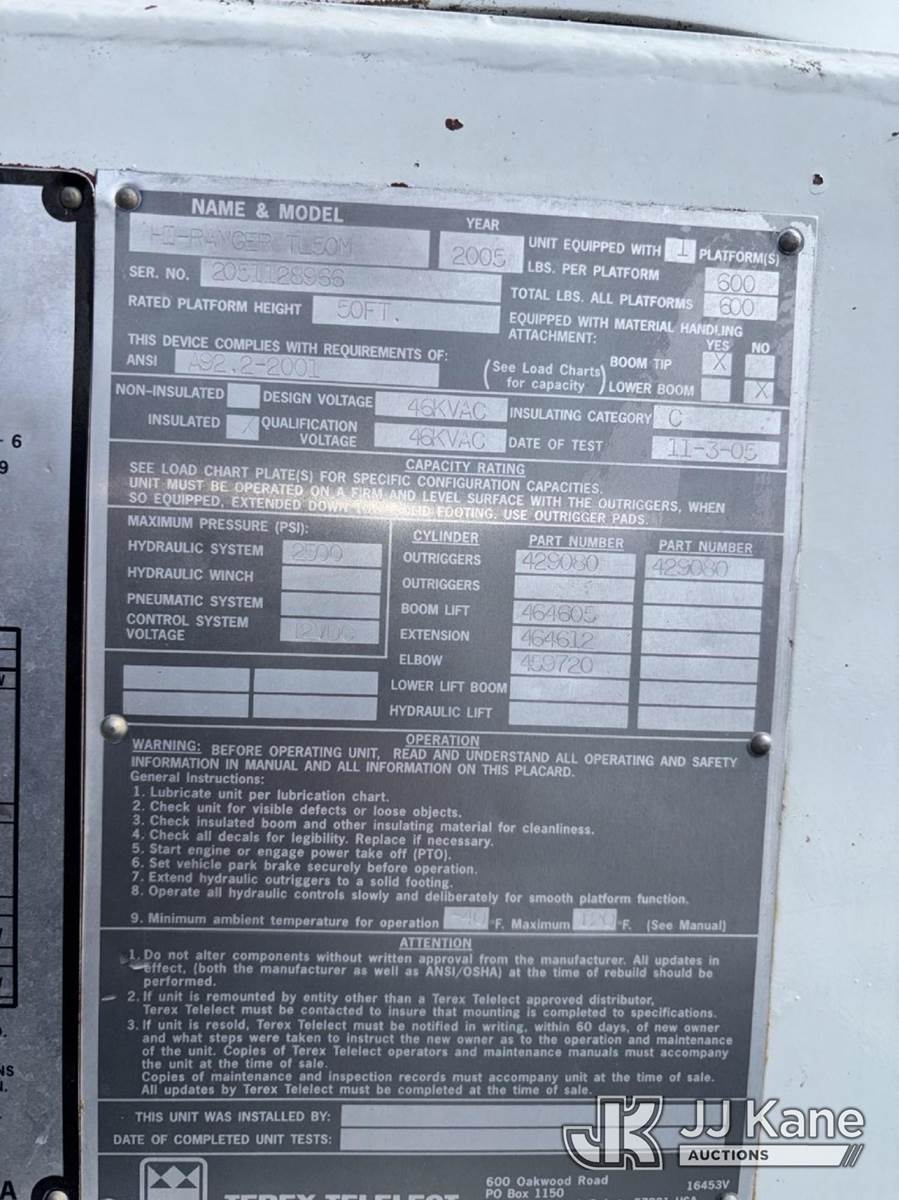 NAME & MODEL
HI-RANGER TL50M
YEAR
2005
UNIT EQUIPPED WITH 1 PLATFORM(S)
LBS. PER PLATFORM 600
TOTAL LBS. ALL PLATFORMS 600
SER. NO. 2051128966
RATED PLATFORM HEIGHT 50FT.
EQUIPPED WITH MATERIAL HANDLING
ATTACHMENT: YES NO
THIS DEVICE COMPLIES WITH REQUIREMENTS OF:
ANSI A92.2-2001
(See Load Charts for capacity)
BOOM TIP X
LOWER BOOM X
NON-INSULATED
INSULATED
DESIGN VOLTAGE 46KVAC
QUALIFICATION VOLTAGE 46KVAC
INSULATING CATEGORY C
DATE OF TEST 11-3-05
CAPACITY RATING
SEE LOAD CHART PLATE(S) FOR SPECIFIC CONFIGURATION CAPACITIES.
UNIT MUST BE OPERATED ON A FIRM AND LEVEL SURFACE WITH THE OUTRIGGERS, WHEN
SO EQUIPPED, EXTENDED DOWN FOOTING. USE OUTRIGGER PADS.
MAXIMUM PRESSURE (PSI):
HYDRAULIC SYSTEM 2500
HYDRAULIC WINCH
PNEUMATIC SYSTEM
CONTROL SYSTEM
VOLTAGE 12VDC
CYLINDER PART NUMBER PART NUMBER
OUTRIGGERS 429080 429080
OUTRIGGERS
BOOM LIFT 464605
EXTENSION 464612
ELBOW 459720
LOWER LIFT BOOM
HYDRAULIC LIFT
OPERATION
WARNING: BEFORE OPERATING UNIT, READ AND UNDERSTAND ALL OPERATING AND SAFETY
INFORMATION IN MANUAL AND ALL INFORMATION ON THIS PLACARD.
General Instructions:
1. Lubricate unit per lubrication chart.
2. Check unit for visible defects or loose objects.
3. Check insulated boom and other insulating material for cleanliness.
4. Check all decals for legibility. Replace if necessary.
5. Start engine or engage power take off (PTO).
6. Set vehicle park brake securely before operation.
7. Extend hydraulic outriggers to a solid footing.
8. Operate all hydraulic controls slowly and deliberately for smooth platform function.
9. Minimum ambient temperature for operation -40 °F. Maximum 120 °F. (See Manual)
ATTENTION
1. Do not alter components without written approval from the manufacturer. All updates in
effect, (both the manufacturer as well as ANSI/OSHA) at the time of rebuild should be
performed.
2. If unit is remounted by entity other than a Terex Telelect approved distributor,
Terex Telelect must be contacted to insure that mounting is completed to specifications.
3. If unit is resold, Terex Telelect must be notified in writing, within 60 days, of new owner
and what steps were taken to instruct the new owner as to the operation and maintenance
of the unit. Copies of Terex Telelect operators and maintenance manuals must accompany
the unit at the time of sale.
Copies of maintenance and inspection records must accompany unit at the time of sale.
All updates by Terex Telelect must be completed at the time of sale.
THIS UNIT WAS INSTALLED BY:
DATE OF COMPLETED UNIT TESTS:
TEREX TELELECT
600 Oakwood Road
PO Box 1150
16453V
JK JJ Kane
AUCTIONS